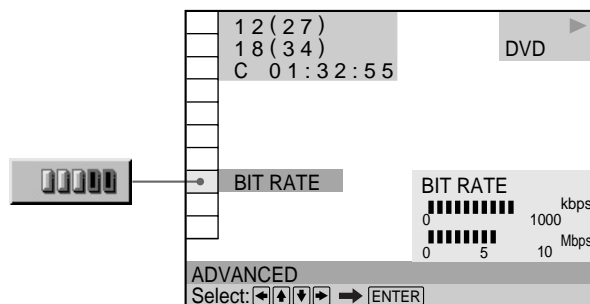 12(27)
18(34)
C 01:32:55
DVD
BIT RATE
BIT RATE
kbps
0 1000
Mbps
0 5 10
ADVANCED
Select: ENTER